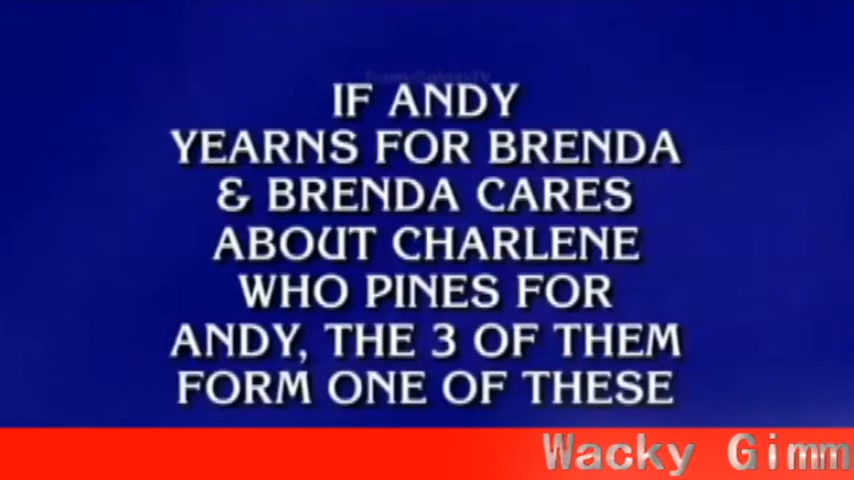 IF ANDY
YEARNS FOR BRENDA
& BRENDA CARES
ABOUT CHARLENE
WHO PINES FOR
ANDY, THE 3 OF THEM
FORM ONE OF THESE
Wacky Gimm